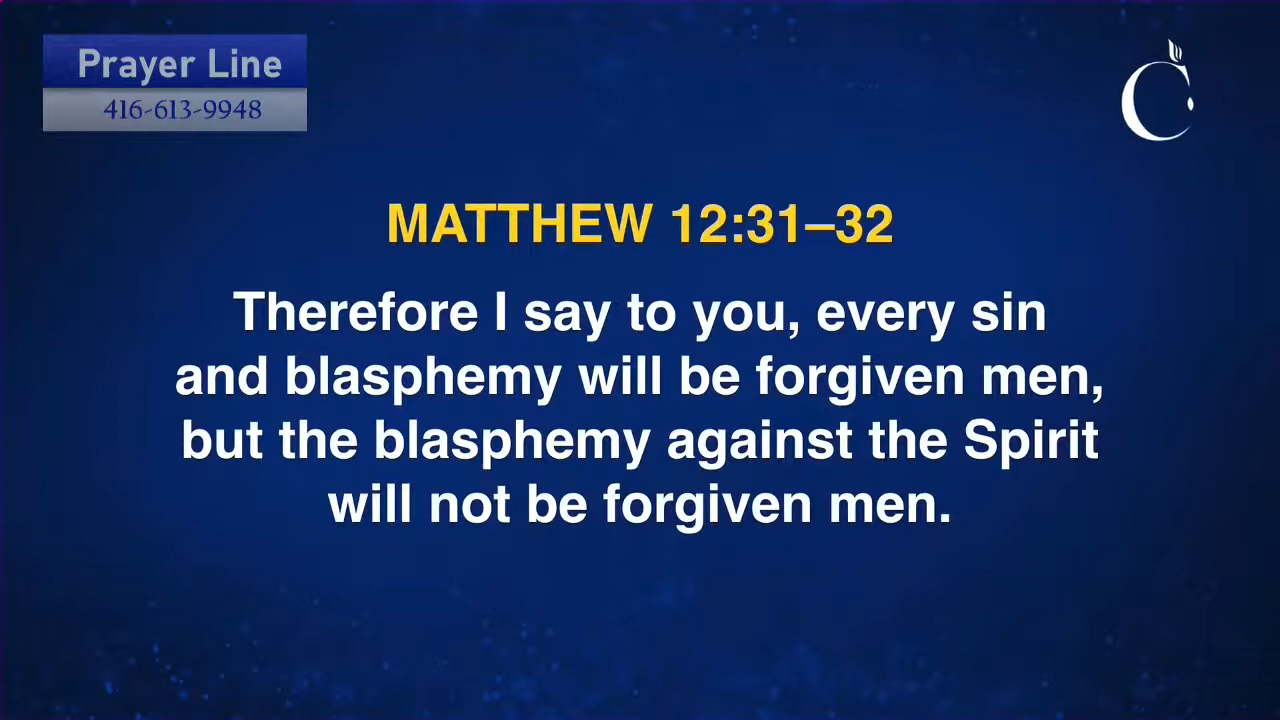 Prayer Line
416-613-9948
MATTHEW 12:31–32
Therefore I say to you, every sin
and blasphemy will be forgiven men,
but the blasphemy against the Spirit
will not be forgiven men.